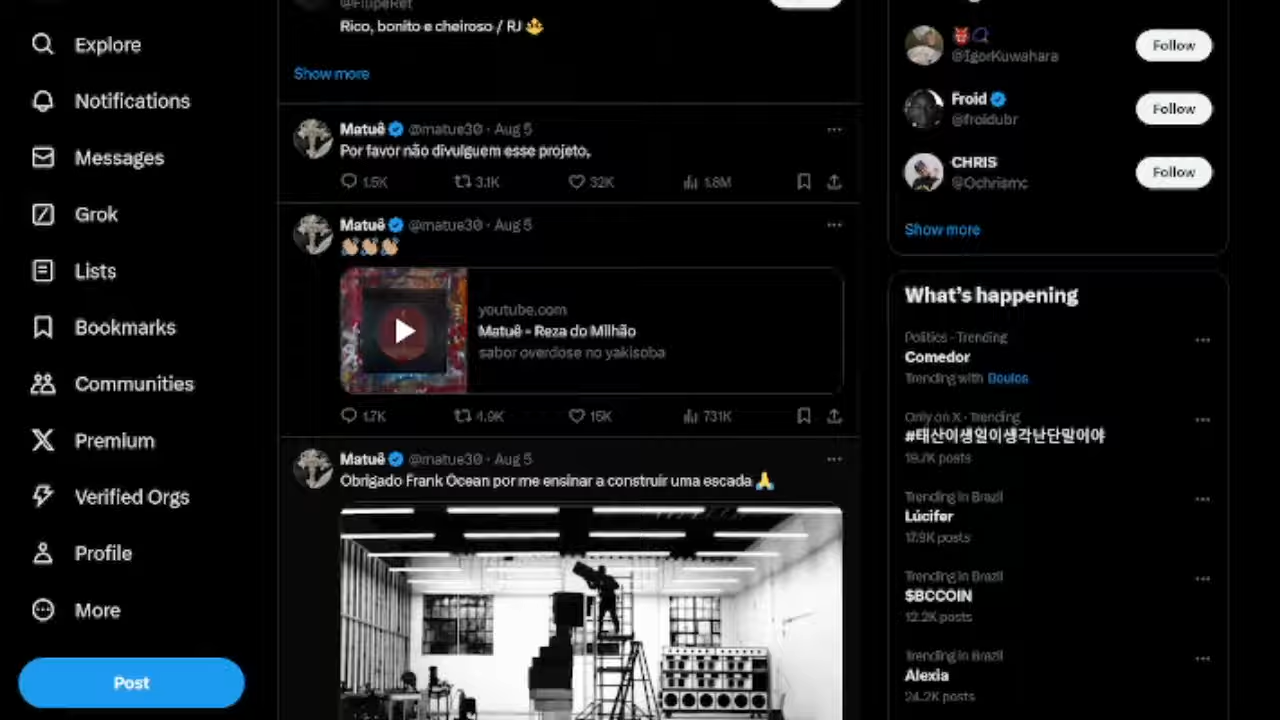 Explore
Notifications
Messages
Grok
Lists
Bookmarks
Communities
Premium
Verified Orgs
Profile
More
Post
@FilipeRet
Rico, bonito e cheiroso / RJ
Show more
Matuê @matue30 · Aug 5
Por favor não divulguem esse projeto,
1.5K 3.1K 32K 1.8M
Matuê @matue30 · Aug 5
👏🏼👏🏼👏🏼
youtube.com
Matuê - Reza do Milhão
sabor overdose no yakisoba
1.7K 4.9K 15K 731K
Matuê @matue30 · Aug 5
Obrigado Frank Ocean por me ensinar a construir uma escada 🙏
@IgorKuwahara
Follow
Froid
@froidubr
Follow
CHRIS
@Ochrismc
Follow
Show more
What's happening
Politics · Trending
Comedor
Trending with Boulos
Only on X · Trending
#태산이생일이생각난단말이야
19.7K posts
Trending in Brazil
Lúcifer
17.9K posts
Trending in Brazil
$BCCOIN
12.2K posts
Trending in Brazil
Alexia
24.2K posts